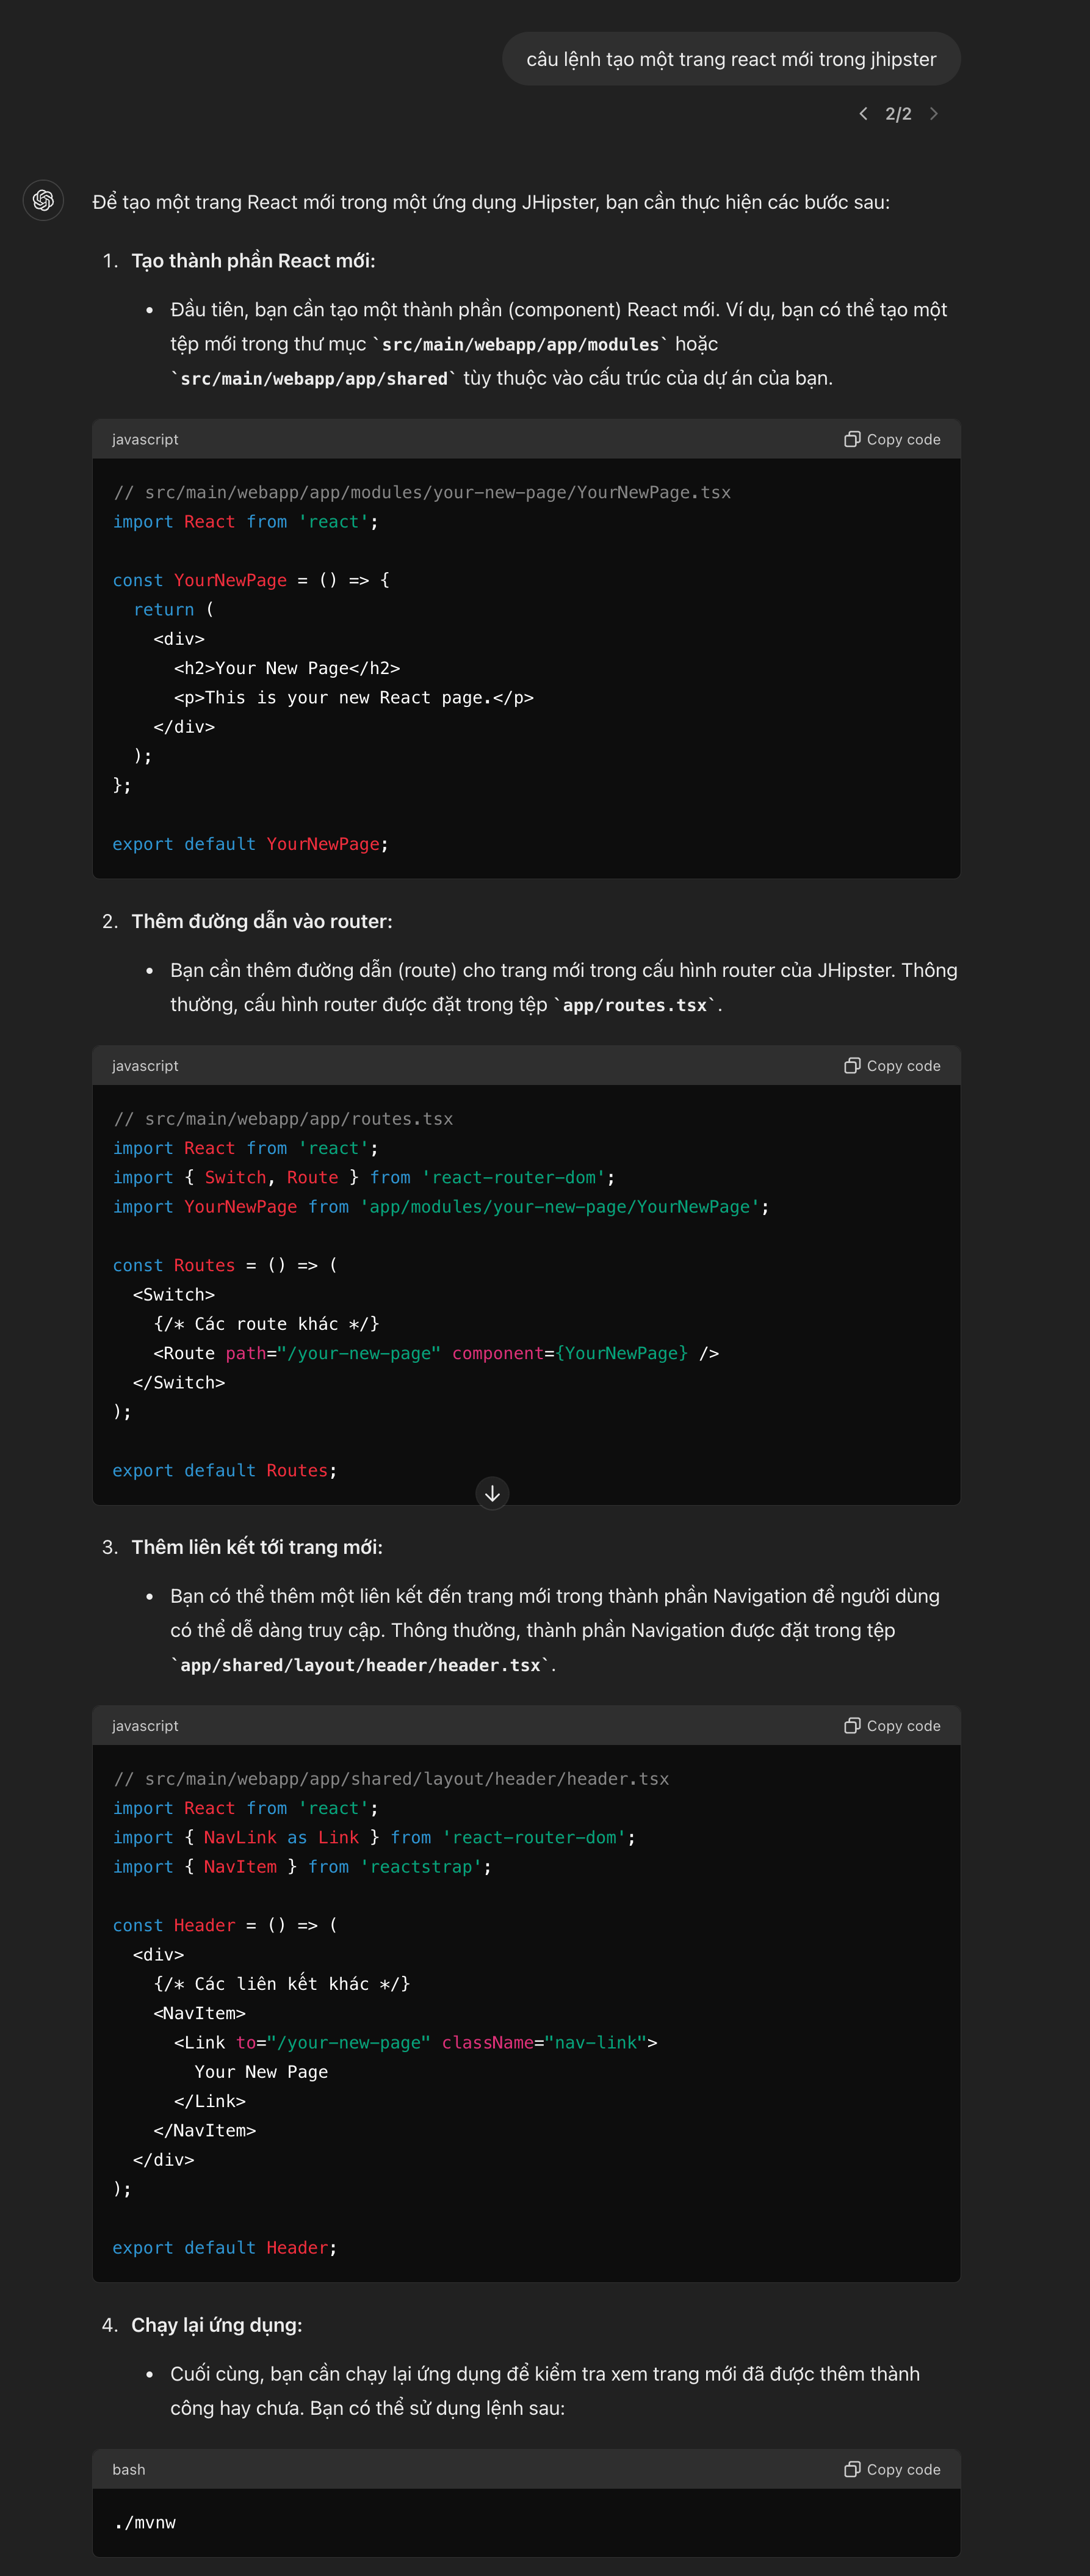 câu lệnh tạo một trang react mới trong jhipster
2/2
Để tạo một trang React mới trong một ứng dụng JHipster, bạn cần thực hiện các bước sau:
1. Tạo thành phần React mới:
• Đầu tiên, bạn cần tạo một thành phần (component) React mới. Ví dụ, bạn có thể tạo một
tệp mới trong thư mục `src/main/webapp/app/modules` hoặc
`src/main/webapp/app/shared` tùy thuộc vào cấu trúc của dự án của bạn.
javascript Copy code
// src/main/webapp/app/modules/your-new-page/YourNewPage.tsx
import React from 'react';
const YourNewPage = () => {
return (
<div>
<h2>Your New Page</h2>
<p>This is your new React page.</p>
</div>
);
};
export default YourNewPage;
2. Thêm đường dẫn vào router:
• Bạn cần thêm đường dẫn (route) cho trang mới trong cấu hình router của JHipster. Thông
thường, cấu hình router được đặt trong tệp `app/routes.tsx`.
javascript Copy code
// src/main/webapp/app/routes.tsx
import React from 'react';
import { Switch, Route } from 'react-router-dom';
import YourNewPage from 'app/modules/your-new-page/YourNewPage';
const Routes = () => (
<Switch>
{/* Các route khác */}
<Route path="/your-new-page" component={YourNewPage} />
</Switch>
);
export default Routes;
3. Thêm liên kết tới trang mới:
• Bạn có thể thêm một liên kết đến trang mới trong thành phần Navigation để người dùng
có thể dễ dàng truy cập. Thông thường, thành phần Navigation được đặt trong tệp
`app/shared/layout/header/header.tsx`.
javascript Copy code
// src/main/webapp/app/shared/layout/header/header.tsx
import React from 'react';
import { NavLink as Link } from 'react-router-dom';
import { NavItem } from 'reactstrap';
const Header = () => (
<div>
{/* Các liên kết khác */}
<NavItem>
<Link to="/your-new-page" className="nav-link">
Your New Page
</Link>
</NavItem>
</div>
);
export default Header;
4. Chạy lại ứng dụng:
• Cuối cùng, bạn cần chạy lại ứng dụng để kiểm tra xem trang mới đã được thêm thành
công hay chưa. Bạn có thể sử dụng lệnh sau:
bash Copy code
./mvnw